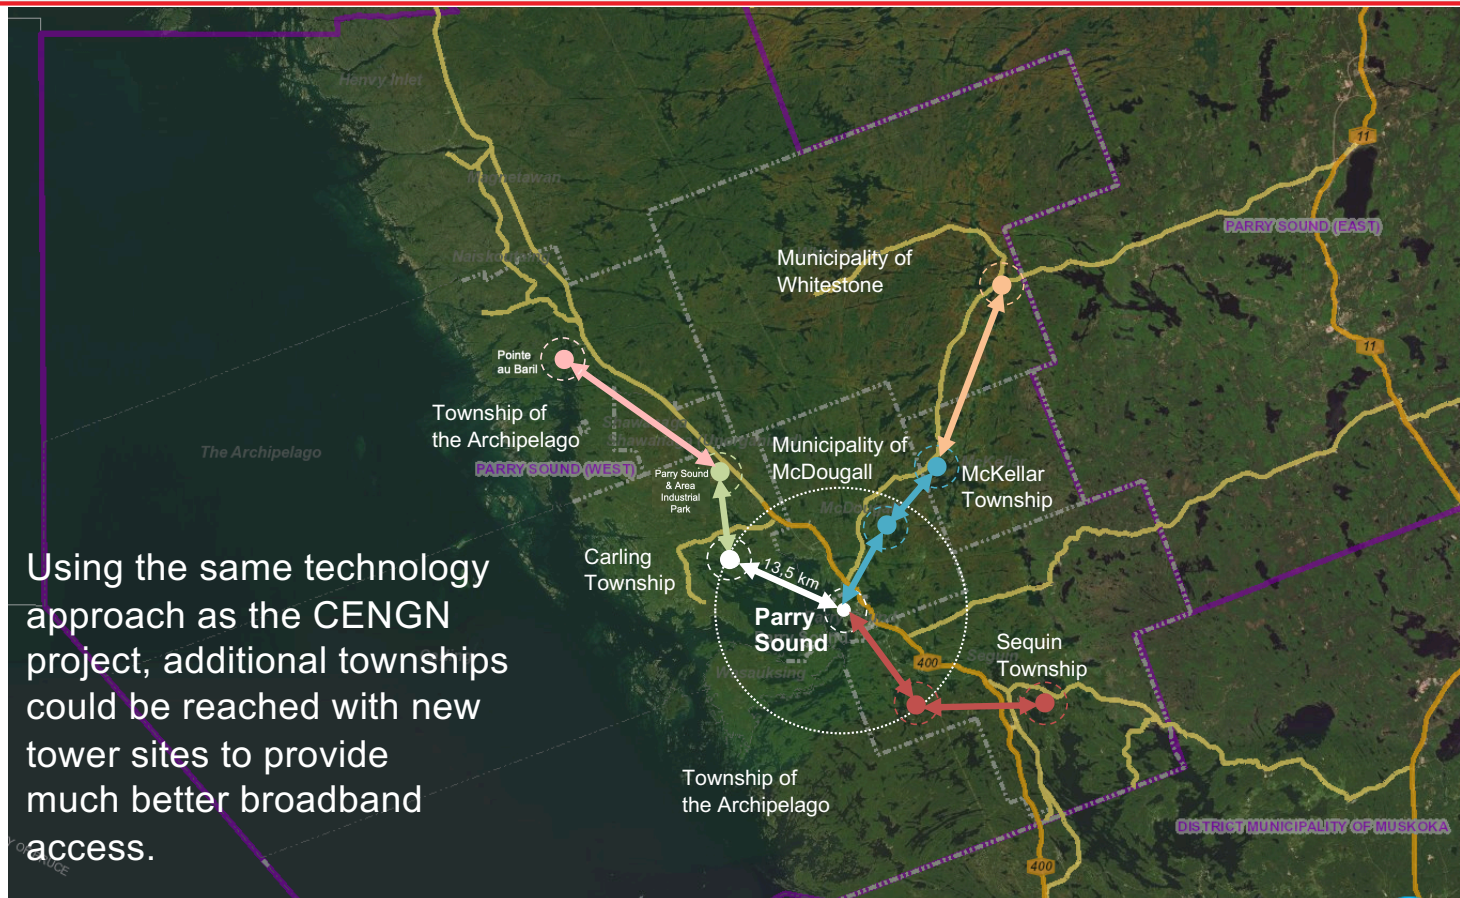 Henvy Inlet
11
Magnetawan
PARRY SOUND (EAST)
Municipality of
Whitestone
11
Pointe
au Baril
Township of
the Archipelago
The Archipelago
PARRY SOUND (WEST)
Municipality of
McDougall
McKellar
Township
Parry Sound
& Area
Industrial
Park
Carling
Township
13,5 km
Parry
Sound
Using the same technology
approach as the CENGN
project, additional townships
could be reached with new
tower sites to provide
much better broadband
access.
Sequin
Township
400
Township of
the Archipelago
DISTRICT MUNICIPALITY OF MUSKOKA
400